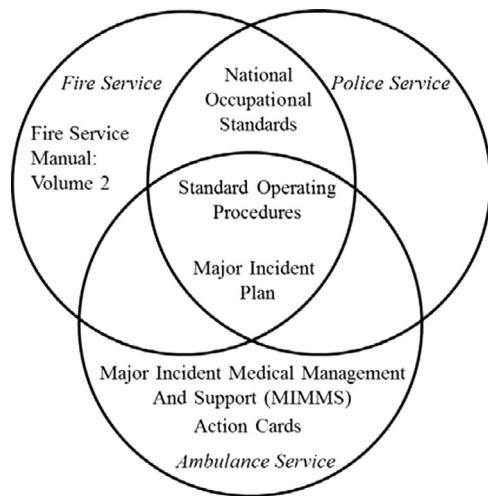 Fire Service
National
Occupational
Standards
Police Service
Fire Service
Manual:
Volume 2
Standard Operating
Procedures
Major Incident
Plan
Major Incident Medical Management
And Support (MIMMS)
Action Cards
Ambulance Service